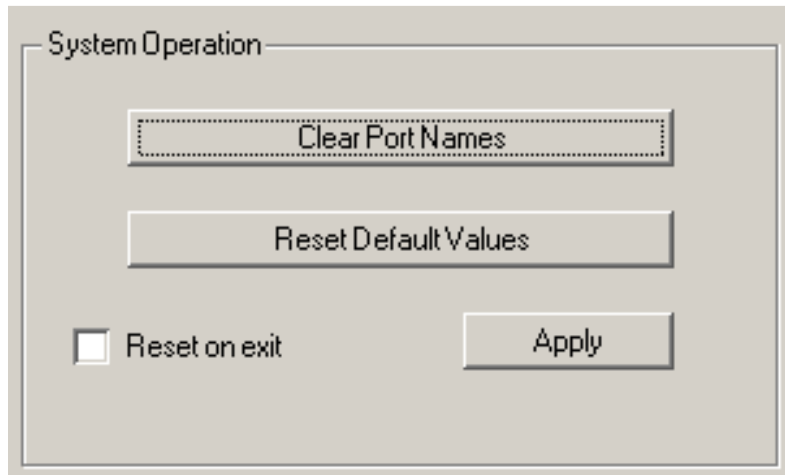 System Operation
Clear Port Names
Reset Default Values
Reset on exit
Apply